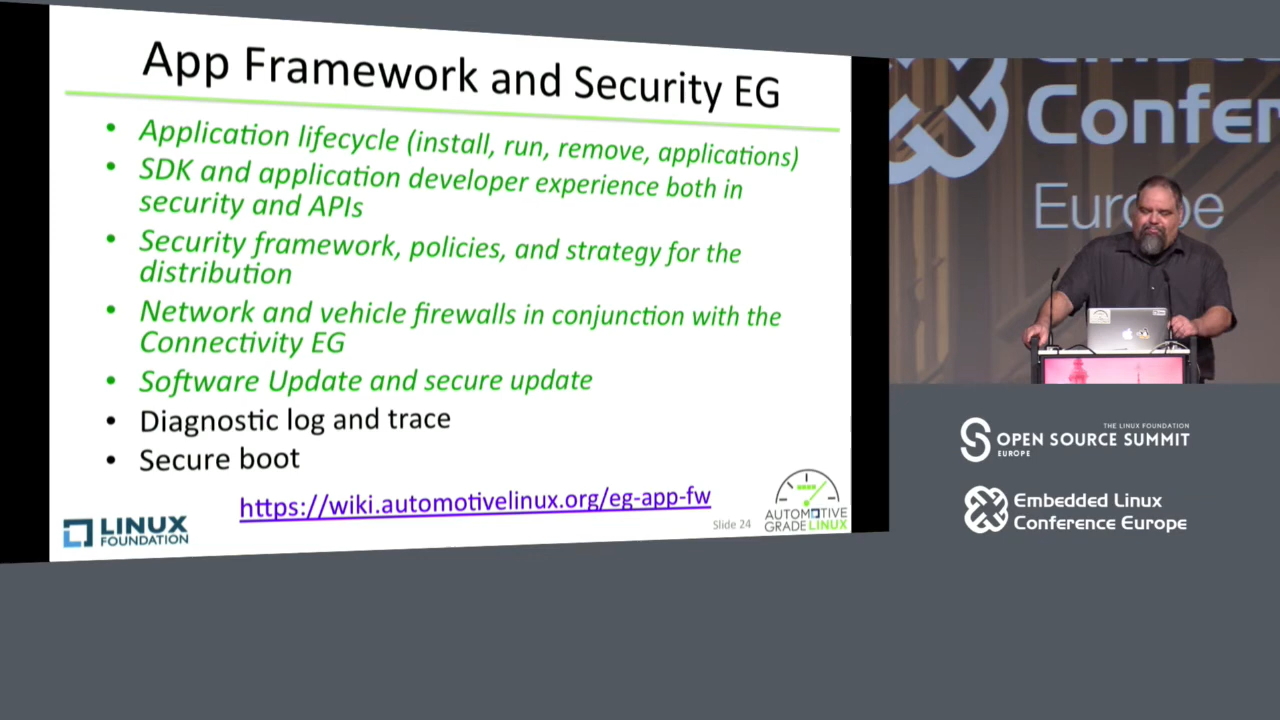 App Framework and Security EG
• Application lifecycle (install, run, remove, applications)
• SDK and application developer experience both in
security and APIs
• Security framework, policies, and strategy for the
distribution
• Network and vehicle firewalls in conjunction with the
Connectivity EG
• Software Update and secure update
• Diagnostic log and trace
• Secure boot
https://wiki.automotivelinux.org/eg-app-fw
LINUX
FOUNDATION
Slide 24
AUTOMOTIVE
GRADE LINUX
Europe
THE LINUX FOUNDATION
OPEN SOURCE SUMMIT
EUROPE
Embedded Linux
Conference Europe